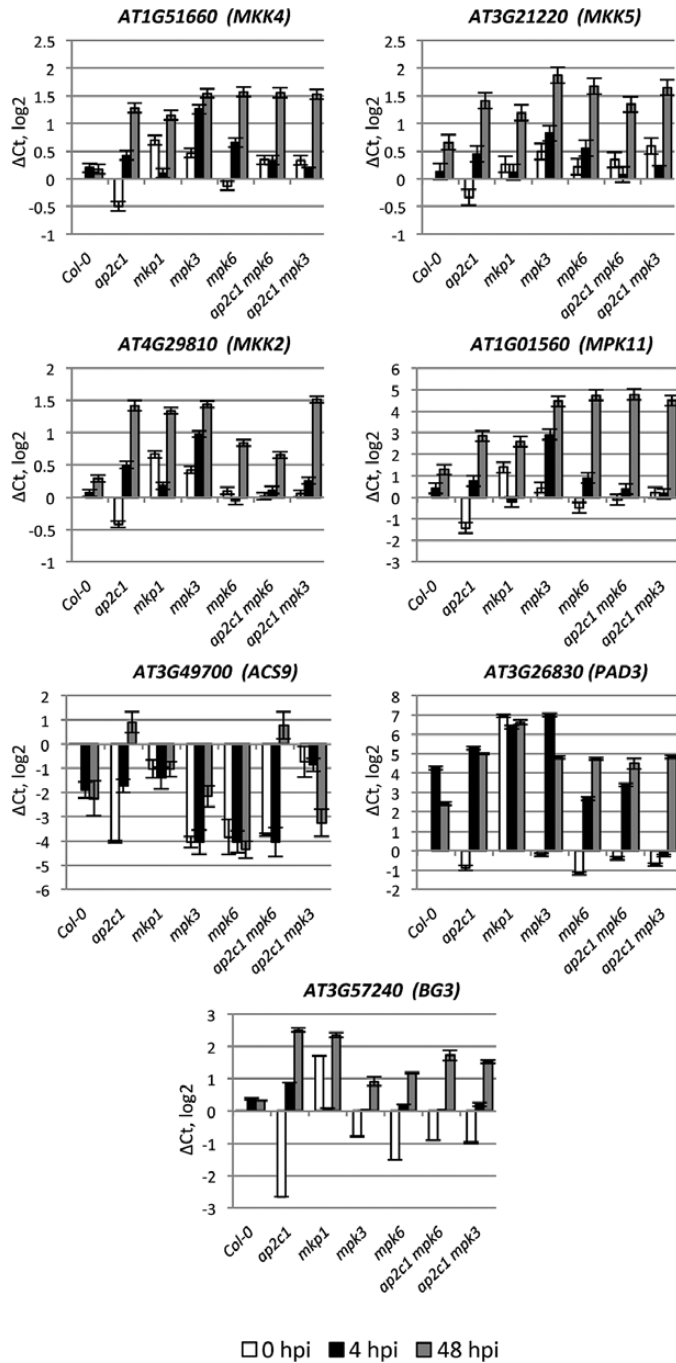 AT1G51660 (MKK4)
AT3G21220 (MKK5)
ΔCt, log2
2.5
2
1.5
1
0.5
0
-0.5
-1
Col-0
ap2c1
mkp1
mpk3
mpk6
ap2c1 mpk6
ap2c1 mpk3
ΔCt, log2
2.5
2
1.5
1
0.5
0
-0.5
-1
Col-0
ap2c1
mkp1
mpk3
mpk6
ap2c1 mpk6
ap2c1 mpk3
AT4G29810 (MKK2)
AT1G01560 (MPK11)
ΔCt, log2
2
1.5
1
0.5
0
-0.5
-1
Col-0
ap2c1
mkp1
mpk3
mpk6
ap2c1 mpk6
ap2c1 mpk3
ΔCt, log2
6
5
4
3
2
1
0
-1
-2
-3
Col-0
ap2c1
mkp1
mpk3
mpk6
ap2c1 mpk6
ap2c1 mpk3
AT3G49700 (ACS9)
AT3G26830 (PAD3)
ΔCt, log2
2
1
0
-1
-2
-3
-4
-5
-6
Col-0
ap2c1
mkp1
mpk3
mpk6
ap2c1 mpk6
ap2c1 mpk3
ΔCt, log2
8
7
6
5
4
3
2
1
0
-1
-2
Col-0
ap2c1
mkp1
mpk3
mpk6
ap2c1 mpk6
ap2c1 mpk3
AT3G57240 (BG3)
ΔCt, log2
3
2
1
0
-1
-2
-3
Col-0
ap2c1
mkp1
mpk3
mpk6
ap2c1 mpk6
ap2c1 mpk3
0 hpi 4 hpi 48 hpi